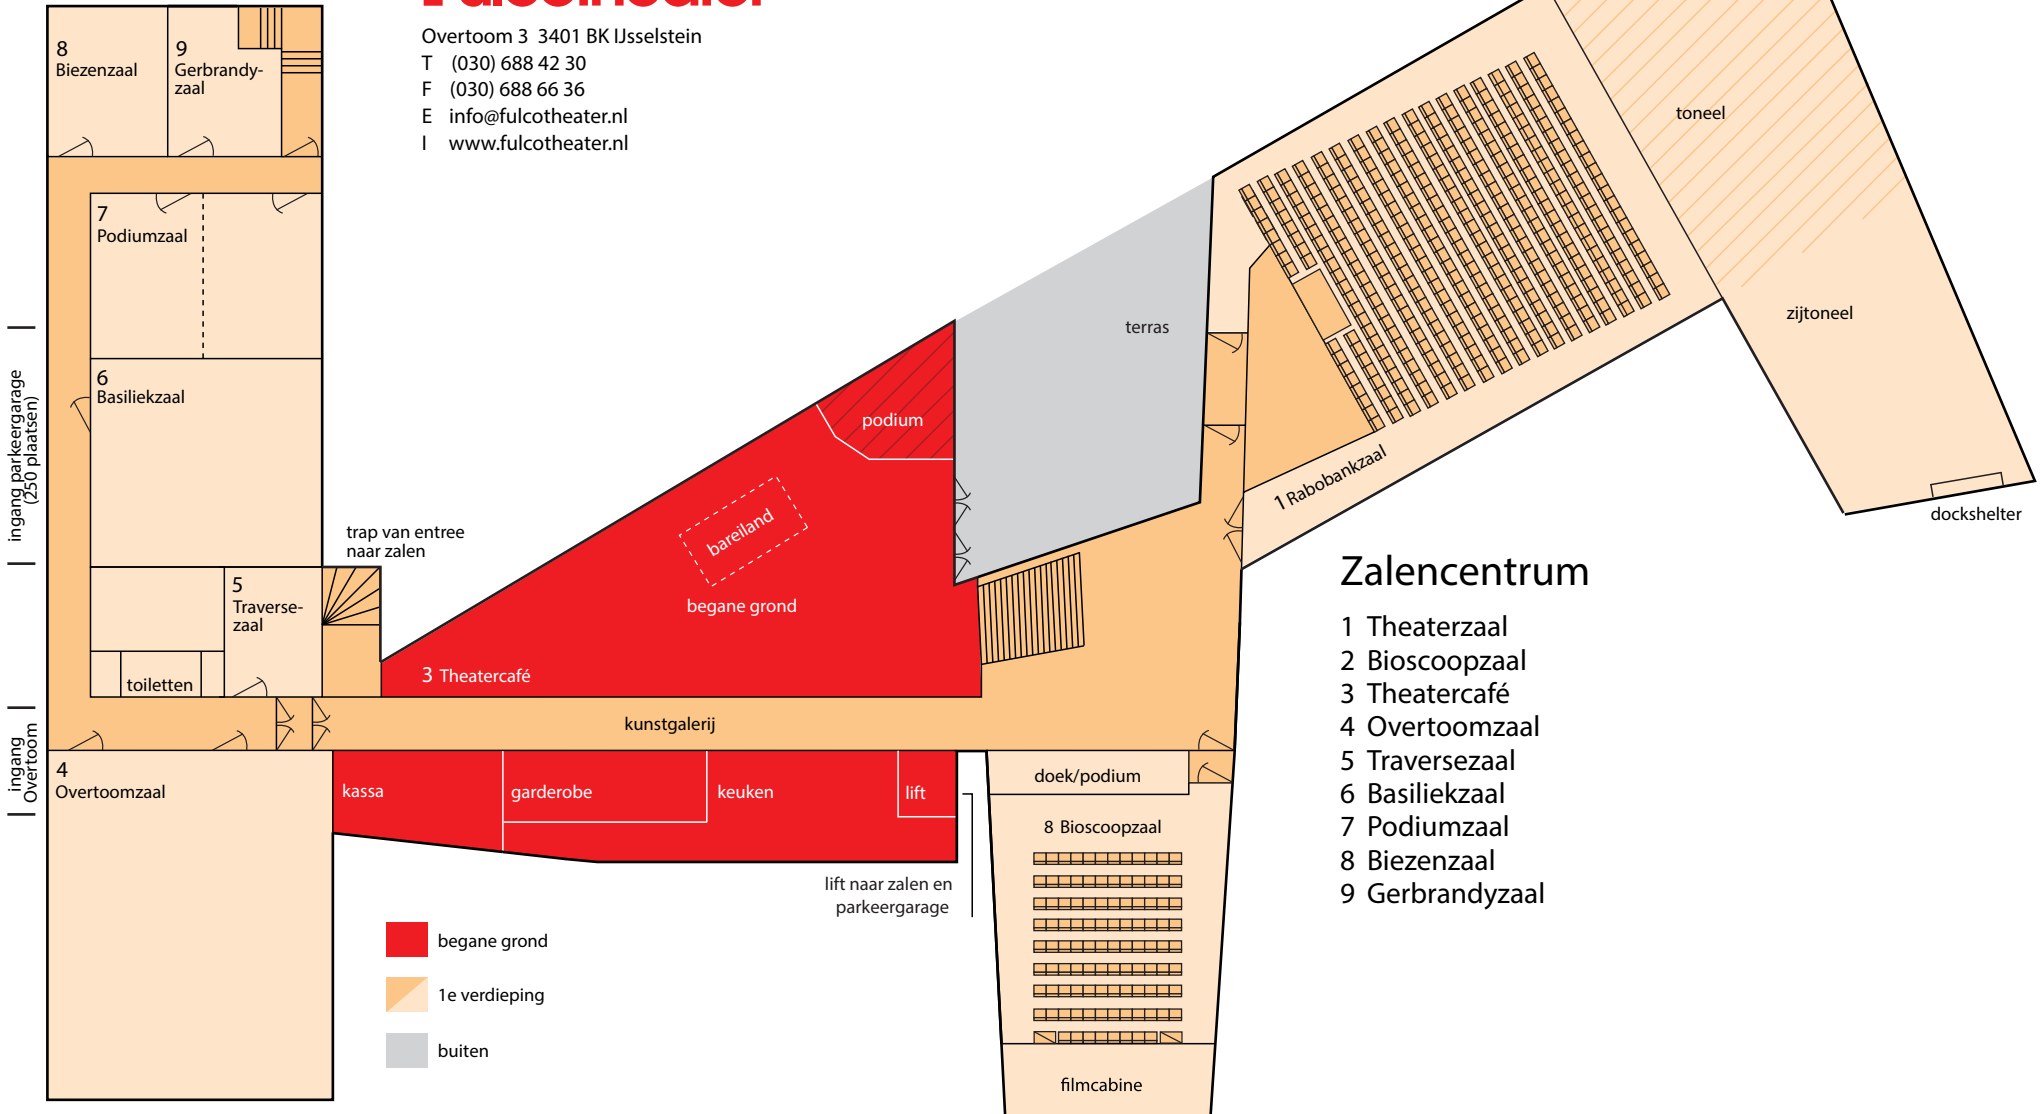 Fulcotheater
Overtoom 3 3401 BK IJsselstein
T (030) 688 42 30
F (030) 688 66 36
E info@fulcotheater.nl
I www.fulcotheater.nl
8
Biezenzaal
9
Gerbrandy-
zaal
7
Podiumzaal
6
Basiliekzaal
ingang parkeergarage
(250 plaatsen)
trap van entree
naar zalen
5
Traverse-
zaal
toiletten
ingang
Overtoom
4
Overtoomzaal
podium
bareiland
begane grond
3 Theatercafé
kunstgalerij
kassa
garderobe
keuken
lift
lift naar zalen en
parkeergarage
terras
toneel
zijtoneel
dockshelter
1 Rabobankzaal
doek/podium
8 Bioscoopzaal
filmcabine
begane grond
1e verdieping
buiten
Zalencentrum
1 Theaterzaal
2 Bioscoopzaal
3 Theatercafé
4 Overtoomzaal
5 Traversezaal
6 Basiliekzaal
7 Podiumzaal
8 Biezenzaal
9 Gerbrandyzaal